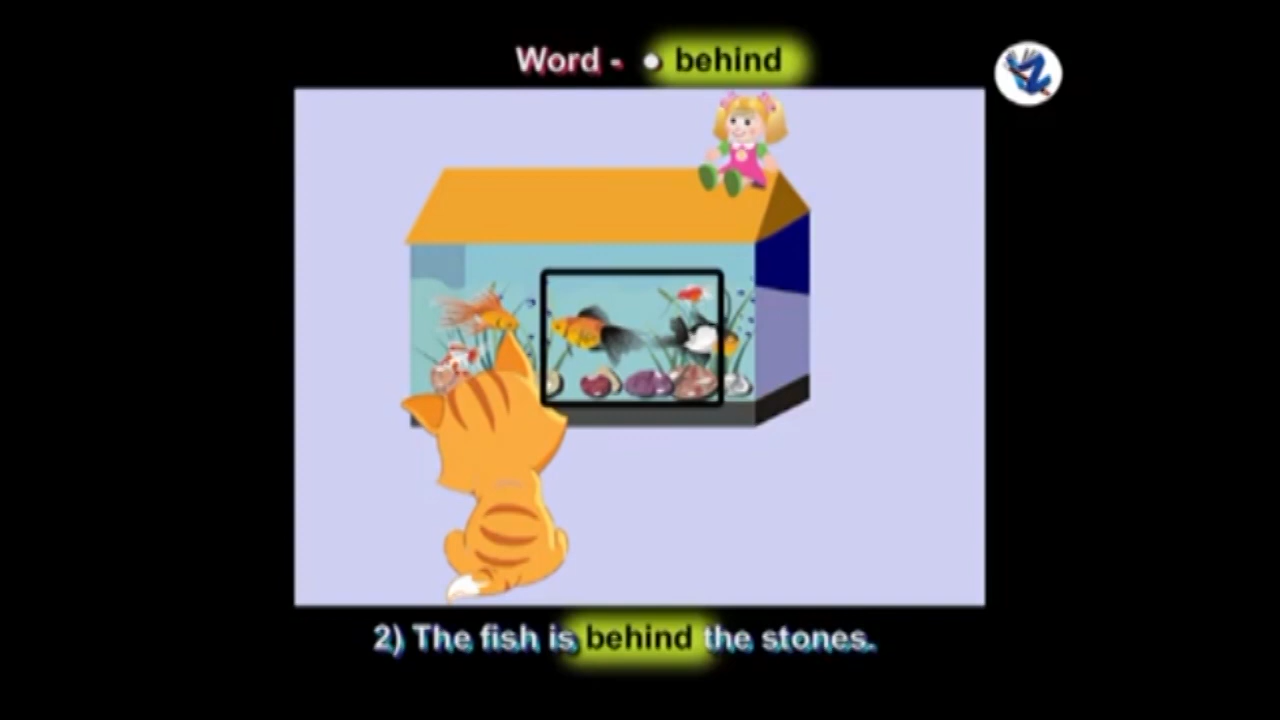 Word - • behind
2) The fish is behind the stones.